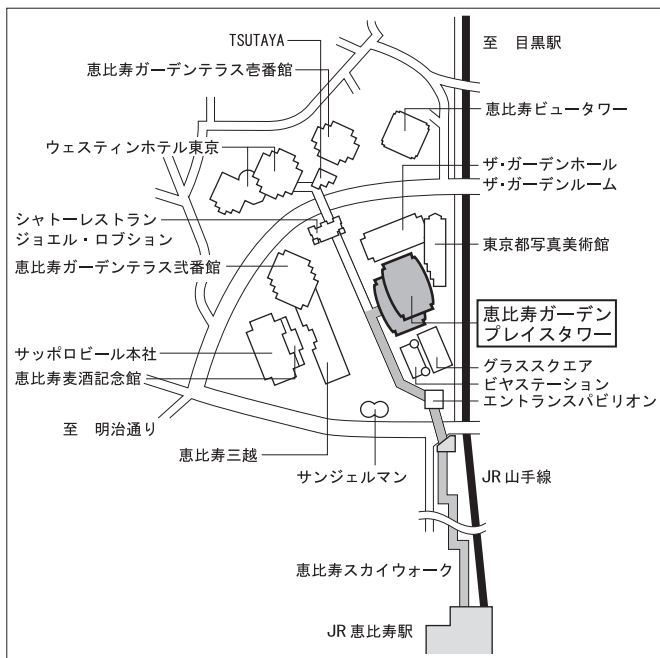 TSUTAYA
至　目黒駅
恵比寿ガーデンテラス壱番館
恵比寿ビュータワー
ウェスティンホテル東京
ザ・ガーデンホール
ザ・ガーデンルーム
シャトーレストラン
ジョエル・ロブション
東京都写真美術館
恵比寿ガーデンテラス弐番館
恵比寿ガーデン
プレイスタワー
サッポロビール本社
グラススクエア
恵比寿麦酒記念館
ビヤステーション
エントランスパビリオン
至　明治通り
恵比寿三越
サンジェルマン
JR山手線
恵比寿スカイウォーク
JR恵比寿駅